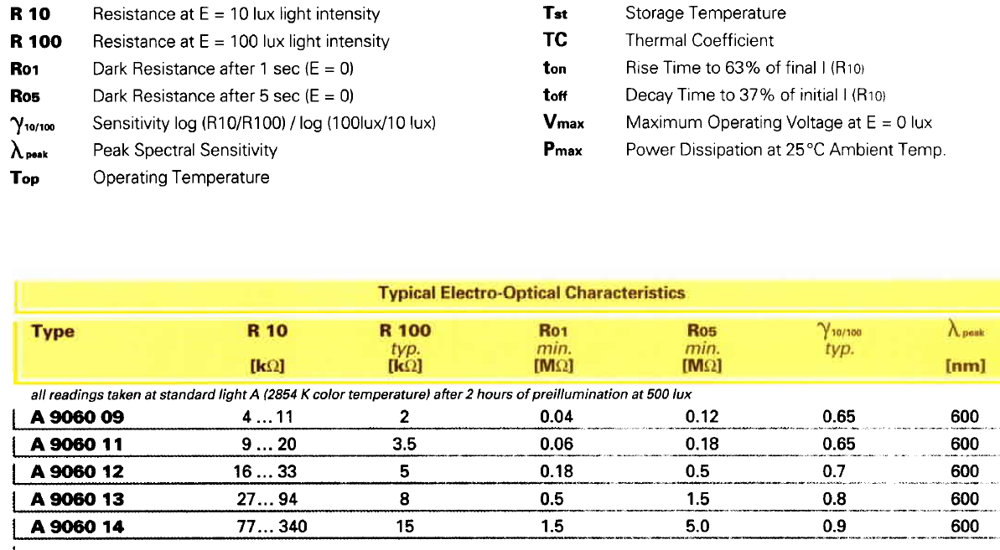 R 10 Resistance at E = 10 lux light intensity
R 100 Resistance at E = 100 lux light intensity
R01 Dark Resistance after 1 sec (E = 0)
R05 Dark Resistance after 5 sec (E = 0)
γ10/100 Sensitivity log (R10/R100) / log (100lux/10 lux)
λ peak Peak Spectral Sensitivity
Top Operating Temperature
Tst Storage Temperature
TC Thermal Coefficient
ton Rise Time to 63% of final I (R10)
toff Decay Time to 37% of initial I (R10)
Vmax Maximum Operating Voltage at E = 0 lux
Pmax Power Dissipation at 25°C Ambient Temp.
Typical Electro-Optical Characteristics
Type R 10 R 100 R01 R05 γ10/100 λ peak
typ. min. min. typ.
[kΩ] [kΩ] [MΩ] [MΩ] [nm]
all readings taken at standard light A (2854 K color temperature) after 2 hours of preillumination at 500 lux
A 9060 09 4...11 2 0.04 0.12 0.65 600
A 9060 11 9...20 3.5 0.06 0.18 0.65 600
A 9060 12 16...33 5 0.18 0.5 0.7 600
A 9060 13 27...94 8 0.5 1.5 0.8 600
A 9060 14 77...340 15 1.5 5.0 0.9 600